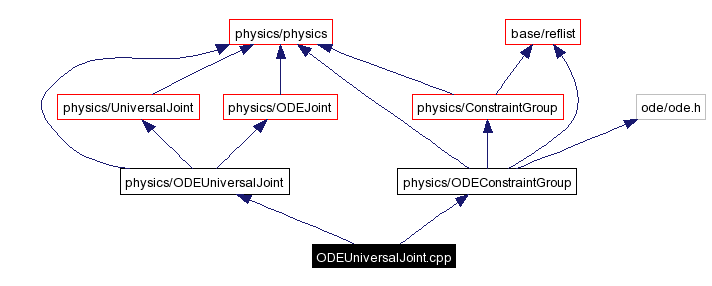 physics/physics
base/reflist
physics/UniversalJoint
physics/ODEJoint
physics/ConstraintGroup
ode/ode.h
physics/ODEUniversalJoint
physics/ODEConstraintGroup
ODEUniversalJoint.cpp